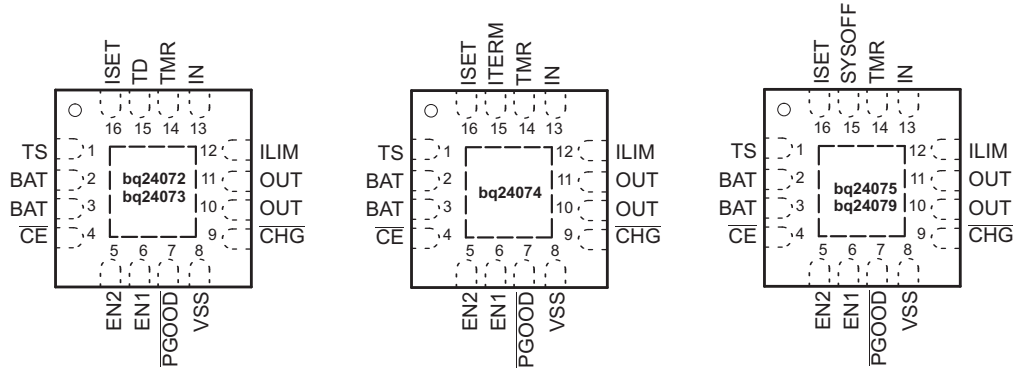 ISET TD TMR IN
16 15 14 13
TS 1 12 ILIM
BAT 2 bq24072 11 OUT
BAT 3 bq24073 10 OUT
CE 4 9 CHG
5 6 7 8
EN2 EN1 PGOOD VSS
ISET ITERM TMR IN
16 15 14 13
TS 1 12 ILIM
BAT 2 bq24074 11 OUT
BAT 3 10 OUT
CE 4 9 CHG
5 6 7 8
EN2 EN1 PGOOD VSS
ISET SYSOFF TMR IN
16 15 14 13
TS 1 12 ILIM
BAT 2 bq24075 11 OUT
BAT 3 bq24079 10 OUT
CE 4 9 CHG
5 6 7 8
EN2 EN1 PGOOD VSS